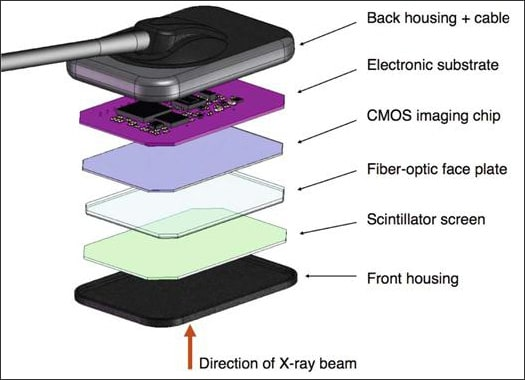 Back housing + cable
Electronic substrate
CMOS imaging chip
Fiber-optic face plate
Scintillator screen
Front housing
Direction of X-ray beam